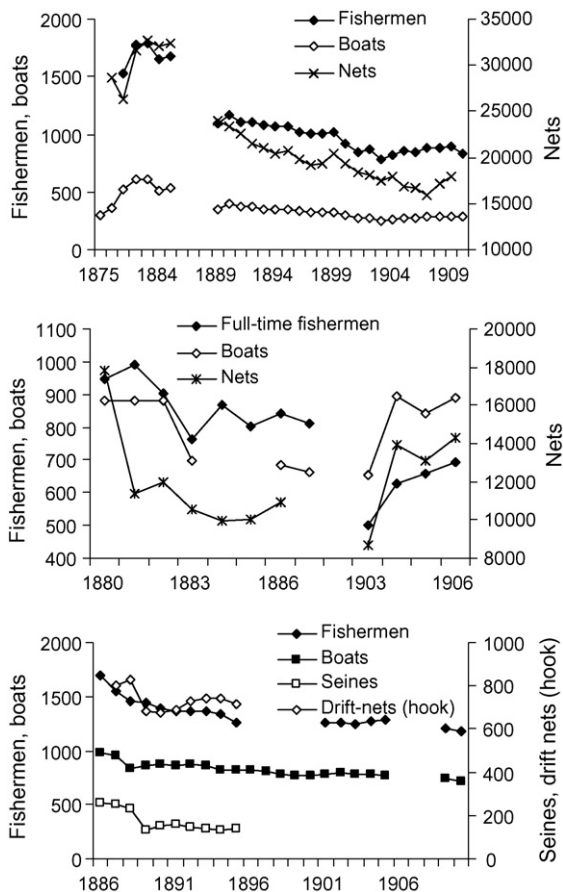 2000
1500
1000
500
0
Fishermen, boats
Fishermen
Boats
Nets
35000
30000
25000
20000
15000
10000
Nets
1875 1880 1884 1889 1894 1899 1904 1909
1100
1000
900
800
700
600
500
400
Fishermen, boats
Full-time fishermen
Boats
Nets
20000
18000
16000
14000
12000
10000
8000
Nets
1880 1883 1886 1903 1906
2000
1500
1000
500
0
Fishermen, boats
Fishermen
Boats
Seines
Drift-nets (hook)
1000
800
600
400
200
0
Seines, drift nets (hook)
1886 1891 1896 1901 1906